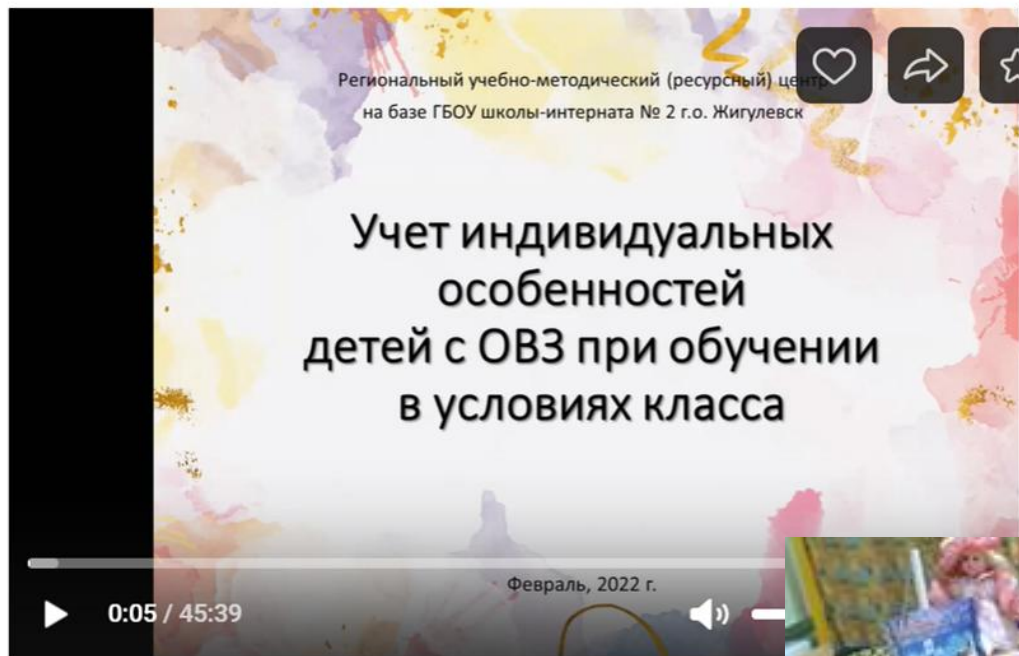 Региональный учебно-методический (ресурсный) центр
на базе ГБОУ школы-интерната № 2 г.о. Жигулевск
Учет индивидуальных
особенностей
детей с ОВЗ при обучении
в условиях класса
Февраль, 2022 г.
0:05 / 45:39